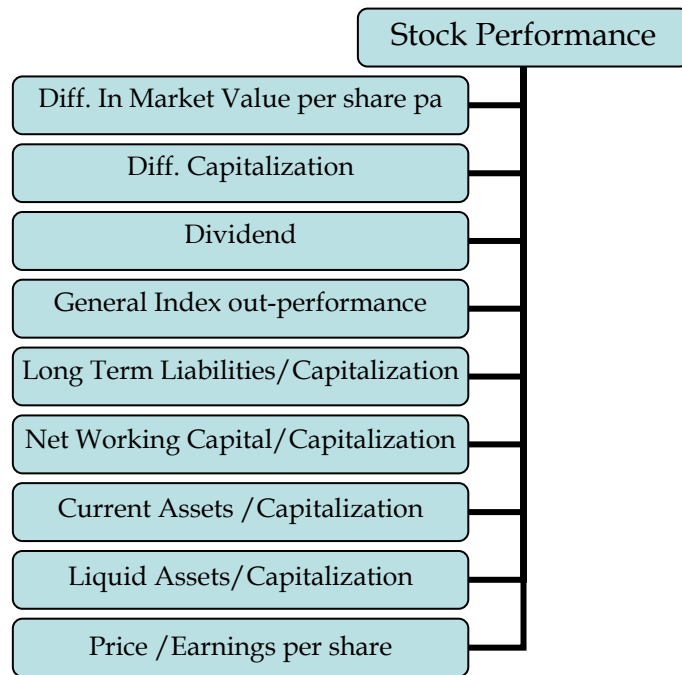 Stock Performance
Diff. In Market Value per share pa
Diff. Capitalization
Dividend
General Index out-performance
Long Term Liabilities/Capitalization
Net Working Capital/Capitalization
Current Assets /Capitalization
Liquid Assets/Capitalization
Price /Earnings per share